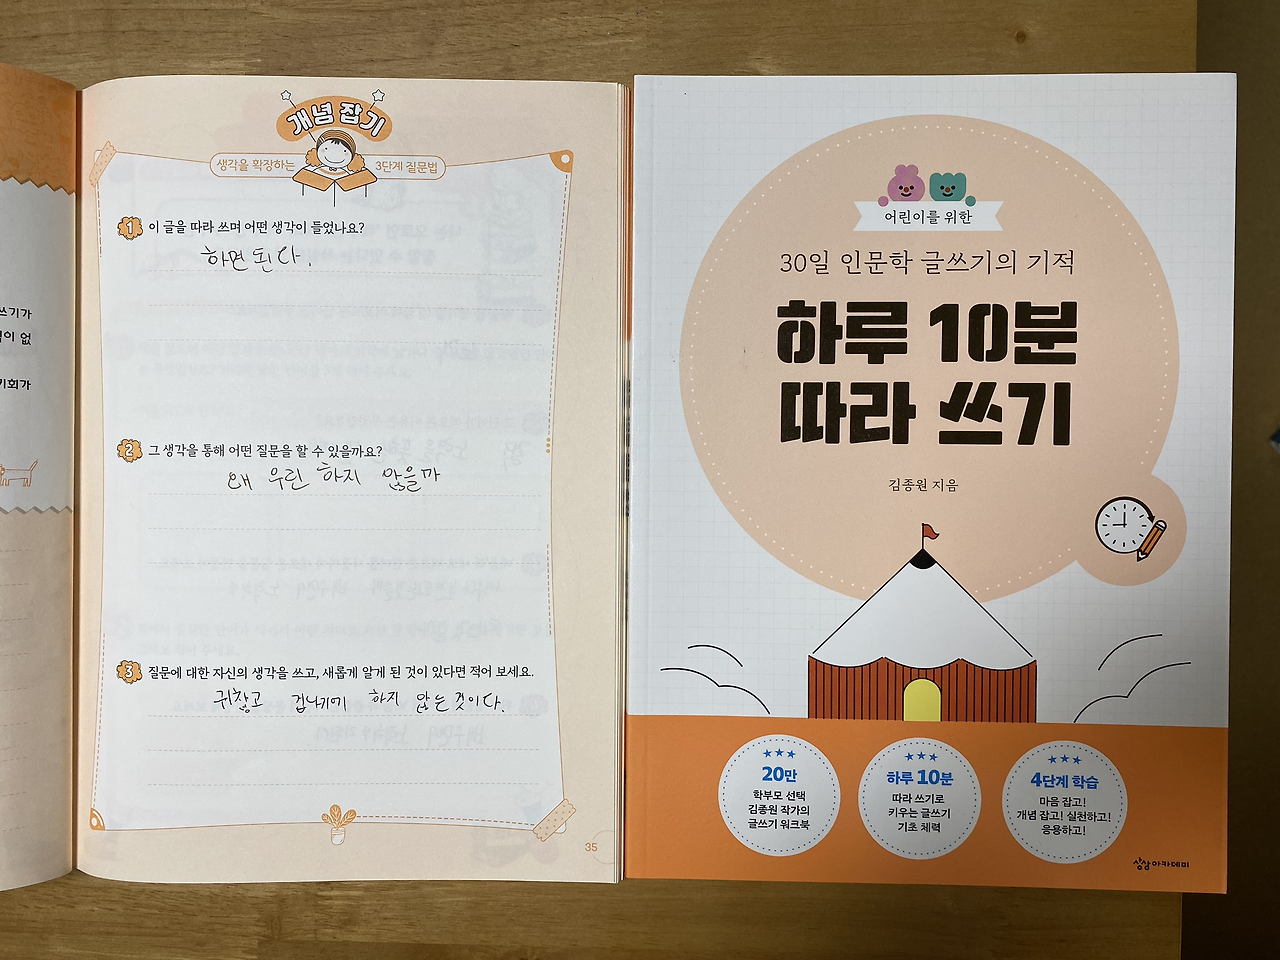 쓰기가
이 없
기회가
개념 잡기
생각을 확장하는 3단계 질문법
1 이 글을 따라 쓰며 어떤 생각이 들었나요?
하면 된다.
2 그 생각을 통해 어떤 질문을 할 수 있을까요?
왜 우린 하지 않을까
3 질문에 대한 자신의 생각을 쓰고, 새롭게 알게 된 것이 있다면 적어 보세요.
귀찮고 겁나기에 하지 않는 것이다.
35
어린이를 위한
30일 인문학 글쓰기의 기적
하루 10분
따라 쓰기
김종원 지음
20만
학부모 선택
김종원 작가의
글쓰기 워크북
하루 10분
따라 쓰기로
키우는 글쓰기
기초 체력
4단계 학습
마음 잡고!
개념 잡고! 실천하고!
응용하고!
상상아카데미